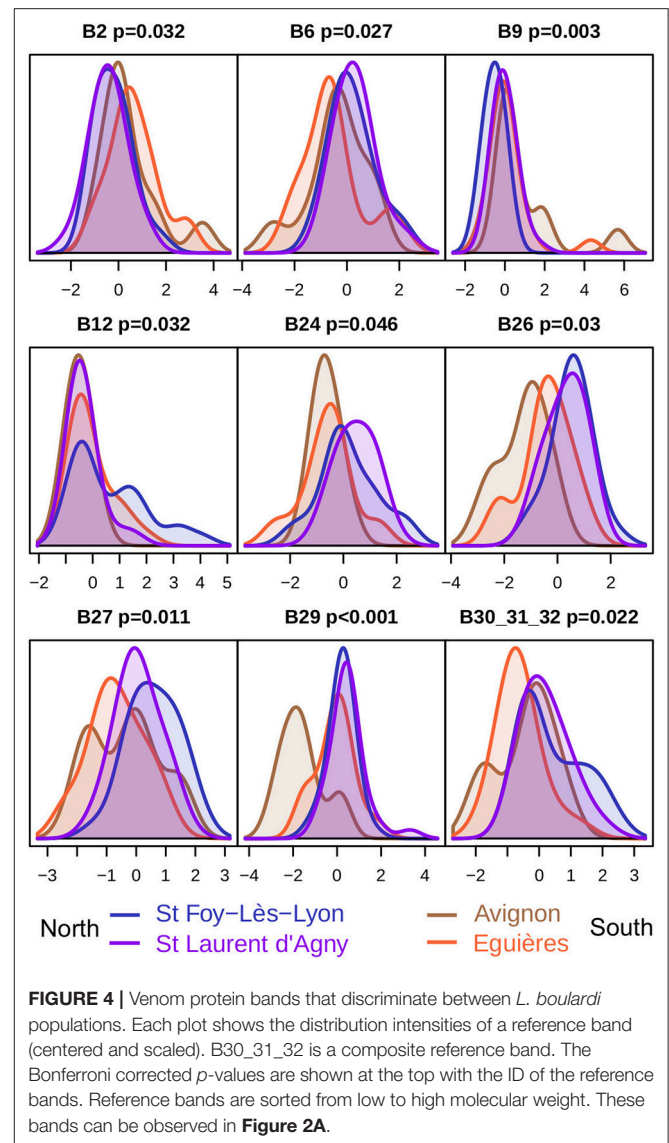 B2 p=0.032 B6 p=0.027 B9 p=0.003
−2 0 2 4 −4 −2 0 2 −2 0 2 4 6
B12 p=0.032 B24 p=0.046 B26 p=0.03
−2 0 1 2 3 4 5 −2 0 2 −4 −2 0 2
B27 p=0.011 B29 p<0.001 B30_31_32 p=0.022
−3 −1 0 1 2 3 −4 −2 0 2 4 −2 0 1 2 3
North St Foy−Lès−Lyon Avignon South
St Laurent d'Agny Eguières
FIGURE 4 | Venom protein bands that discriminate between L. boulardi
populations. Each plot shows the distribution intensities of a reference band
(centered and scaled). B30_31_32 is a composite reference band. The
Bonferroni corrected p-values are shown at the top with the ID of the reference
bands. Reference bands are sorted from low to high molecular weight. These
bands can be observed in Figure 2A.